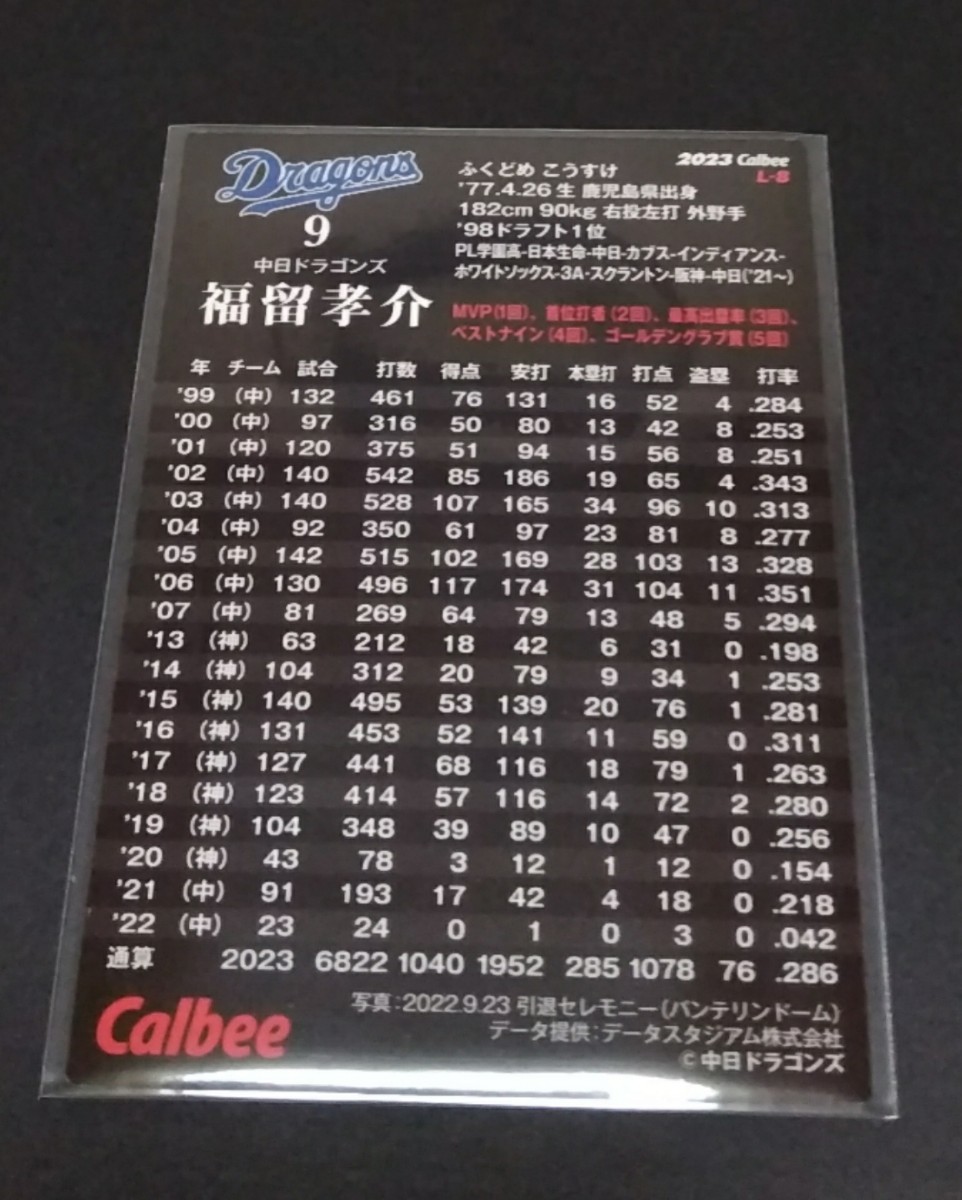 Dragons
9
中日ドラゴンズ
福留孝介
2023 Calbee
L-8
ふくどめ こうすけ
'77.4.26 生 鹿児島県出身
182cm 90kg 右投左打 外野手
'98ドラフト1位
PL学園高-日本生命-中日-カブス-インディアンス-
ホワイトソックス-3A-スクラントン-阪神-中日('21~)
MVP(1回)、首位打者(2回)、最高出塁率(3回)、
ベストナイン(4回)、ゴールデングラブ賞(5回)
年 チーム 試合 打数 得点 安打 本塁打 打点 盗塁 打率
'99 (中) 132 461 76 131 16 52 4 .284
'00 (中) 97 316 50 80 13 42 8 .253
'01 (中) 120 375 51 94 15 56 8 .251
'02 (中) 140 542 85 186 19 65 4 .343
'03 (中) 140 528 107 165 34 96 10 .313
'04 (中) 92 350 61 97 23 81 8 .277
'05 (中) 142 515 102 169 28 103 13 .328
'06 (中) 130 496 117 174 31 104 11 .351
'07 (中) 81 269 64 79 13 48 5 .294
'13 (神) 63 212 18 42 6 31 0 .198
'14 (神) 104 312 20 79 9 34 1 .253
'15 (神) 140 495 53 139 20 76 1 .281
'16 (神) 131 453 52 141 11 59 0 .311
'17 (神) 127 441 68 116 18 79 1 .263
'18 (神) 123 414 57 116 14 72 2 .280
'19 (神) 104 348 39 89 10 47 0 .256
'20 (神) 43 78 3 12 1 12 0 .154
'21 (中) 91 193 17 42 4 18 0 .218
'22 (中) 23 24 0 1 0 3 0 .042
通算 2023 6822 1040 1952 285 1078 76 .286
Calbee
写真:2022.9.23 引退セレモニー(バンテリンドーム)
データ提供:データスタジアム株式会社
©中日ドラゴンズ